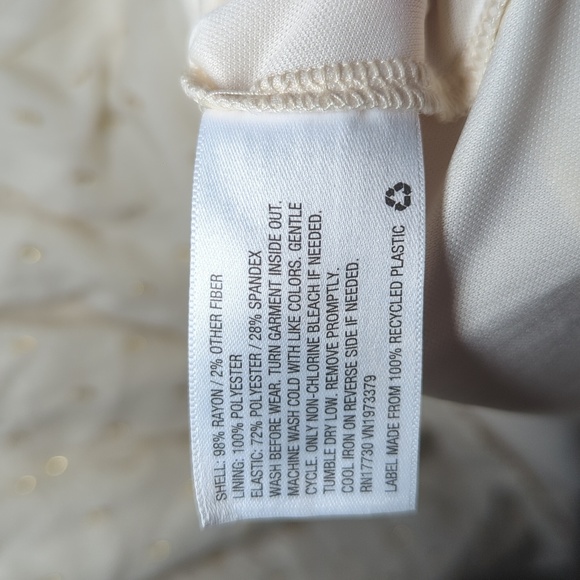 SHELL: 98% RAYON / 2% OTHER FIBER
LINING: 100% POLYESTER
ELASTIC: 72% POLYESTER / 28% SPANDEX
WASH BEFORE WEAR. TURN GARMENT INSIDE OUT.
MACHINE WASH COLD WITH LIKE COLORS. GENTLE
CYCLE. ONLY NON-CHLORINE BLEACH IF NEEDED.
TUMBLE DRY LOW. REMOVE PROMPTLY.
COOL IRON ON REVERSE SIDE IF NEEDED.
RN17730 VN1973379
LABEL MADE FROM 100% RECYCLED PLASTIC